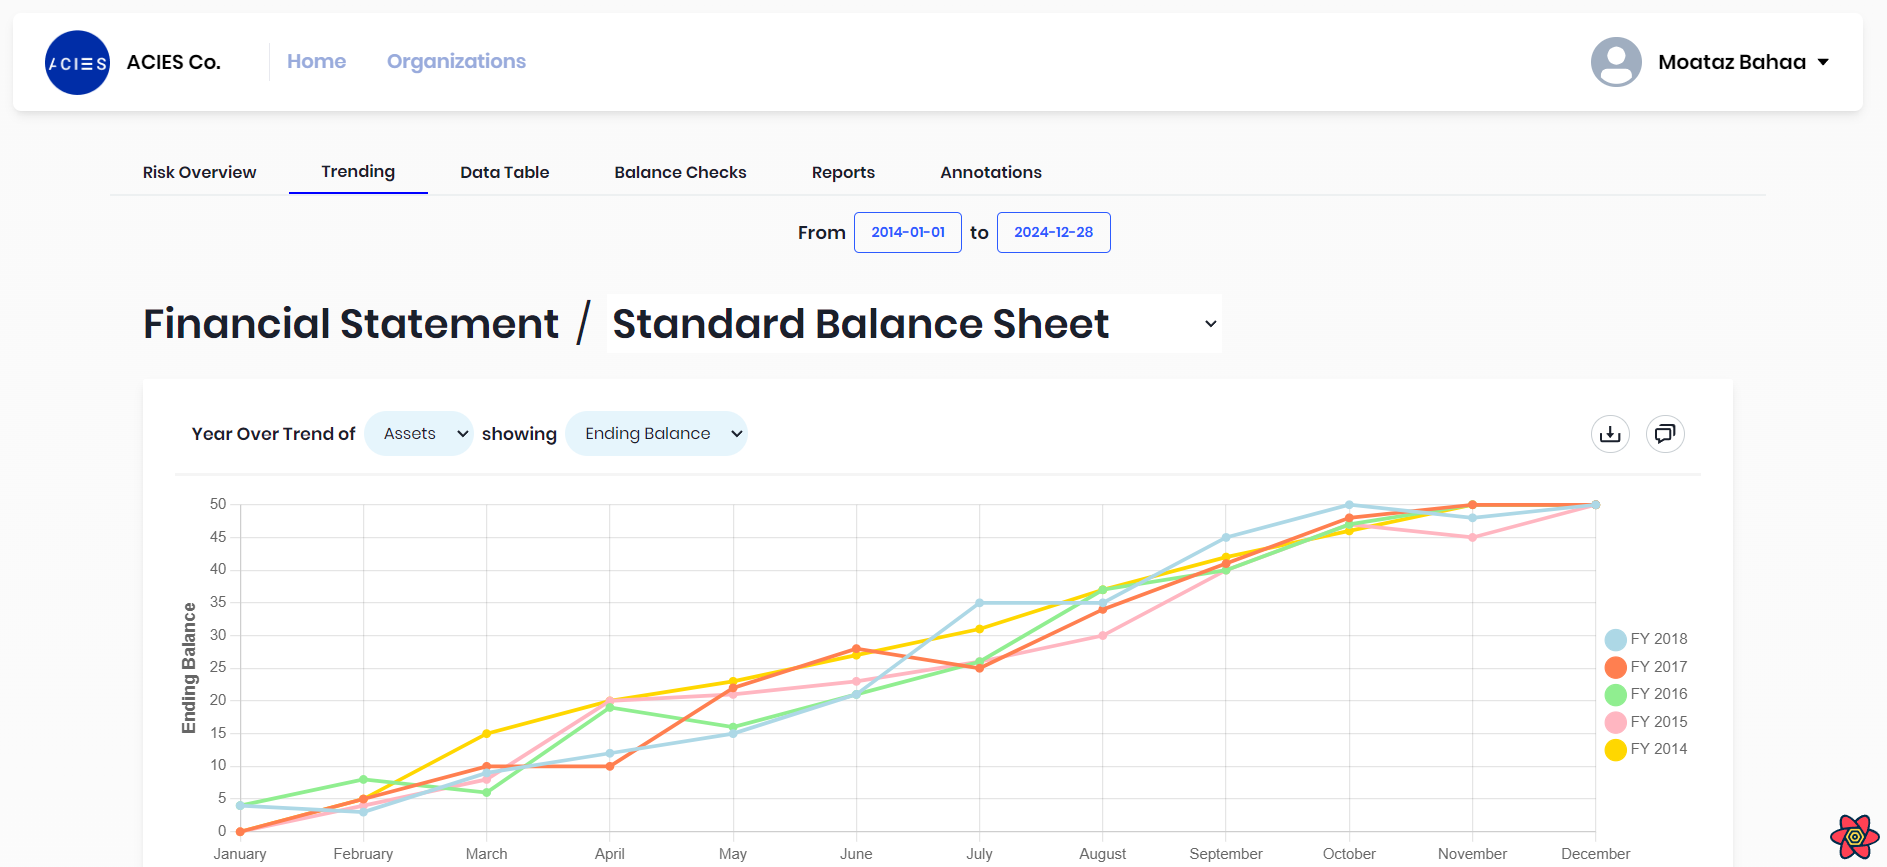 ACIES
ACIES Co.
Home
Organizations
Moataz Bahaa
Risk Overview
Trending
Data Table
Balance Checks
Reports
Annotations
From 2014-01-01 to 2024-12-28
Financial Statement / Standard Balance Sheet
Year Over Trend of Assets showing Ending Balance
Ending Balance
50
45
40
35
30
25
20
15
10
5
0
January
February
March
April
May
June
July
August
September
October
November
December
FY 2018
FY 2017
FY 2016
FY 2015
FY 2014